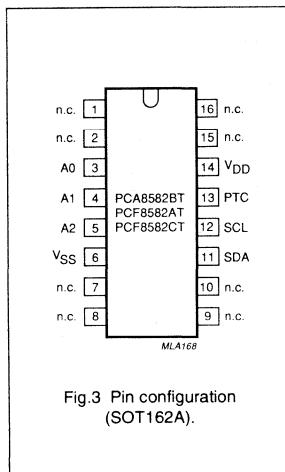 n.c. 1 16 n.c.
n.c. 2 15 n.c.
A0 3 14 VDD
A1 4 PCA8582BT 13 PTC
PCF8582AT
A2 5 PCF8582CT 12 SCL
VSS 6 11 SDA
n.c. 7 10 n.c.
n.c. 8 9 n.c.
MLA168
Fig.3 Pin configuration
(SOT162A).